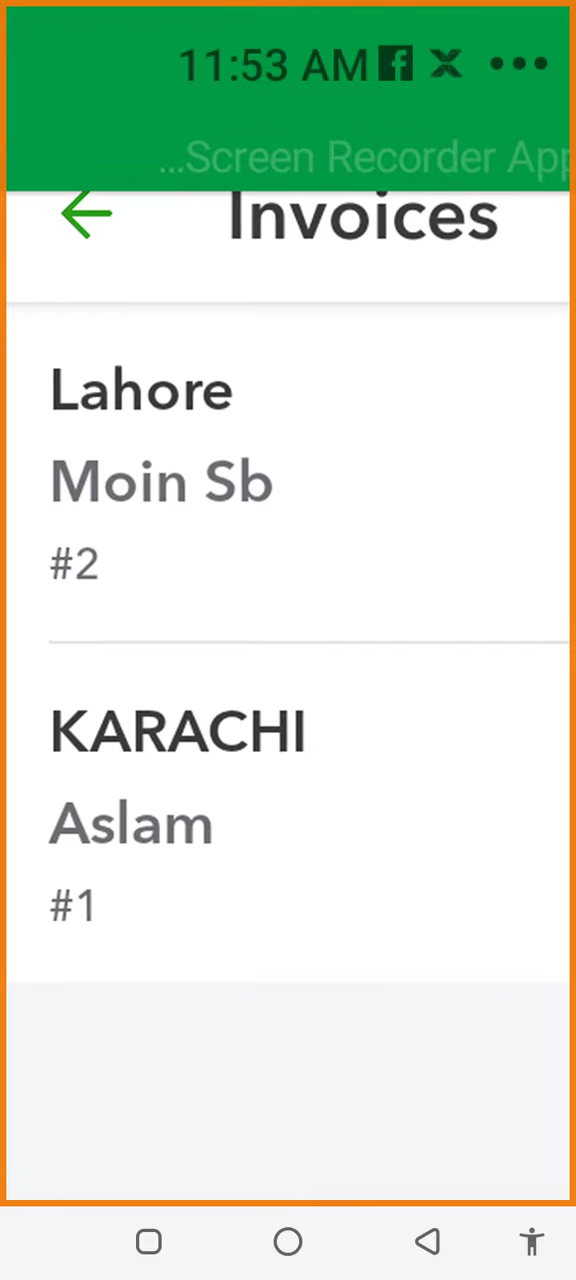 11:53 AM
...Screen Recorder App
Invoices
Lahore
Moin Sb
#2
KARACHI
Aslam
#1